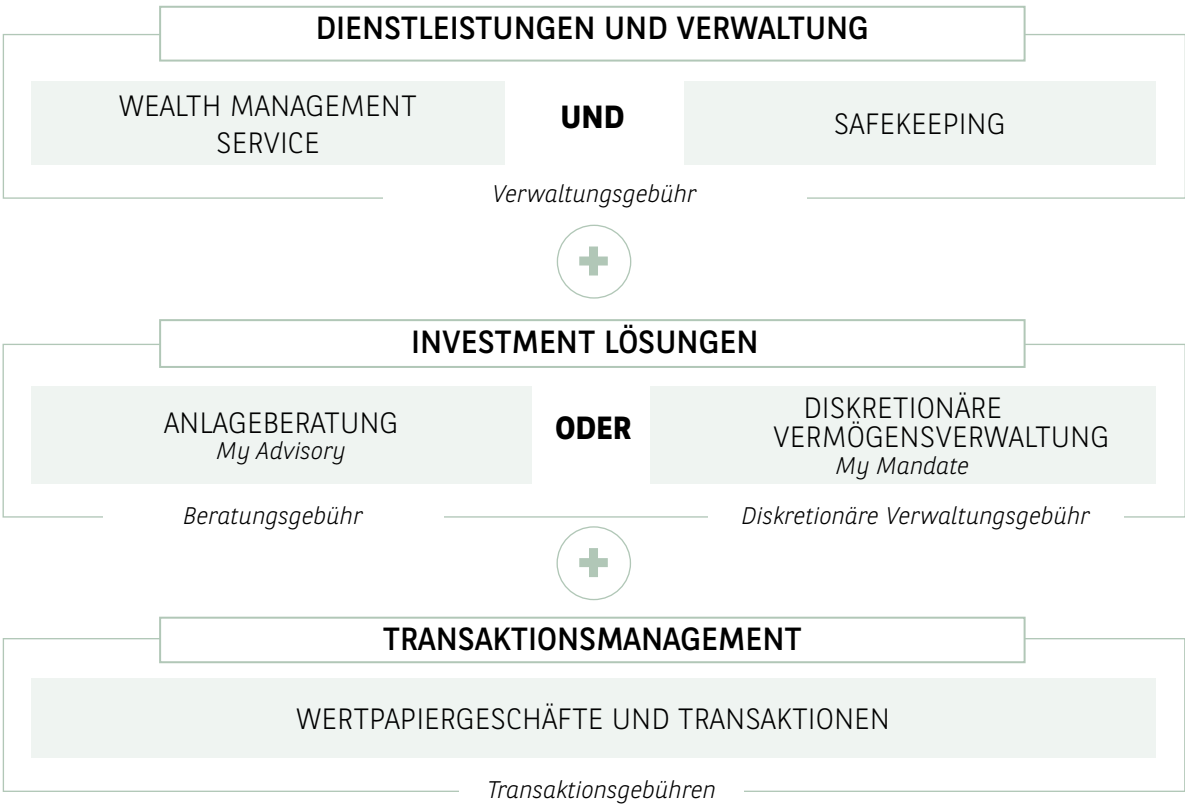 DIENSTLEISTUNGEN UND VERWALTUNG
WEALTH MANAGEMENT
SERVICE
UND
SAFEKEEPING
Verwaltungsgebühr
INVESTMENT LÖSUNGEN
ANLAGEBERATUNG
My Advisory
ODER
DISKRETIONÄRE
VERMÖGENSVERWALTUNG
My Mandate
Beratungsgebühr
Diskretionäre Verwaltungsgebühr
TRANSAKTIONSMANAGEMENT
WERTPAPIERGESCHÄFTE UND TRANSAKTIONEN
Transaktionsgebühren